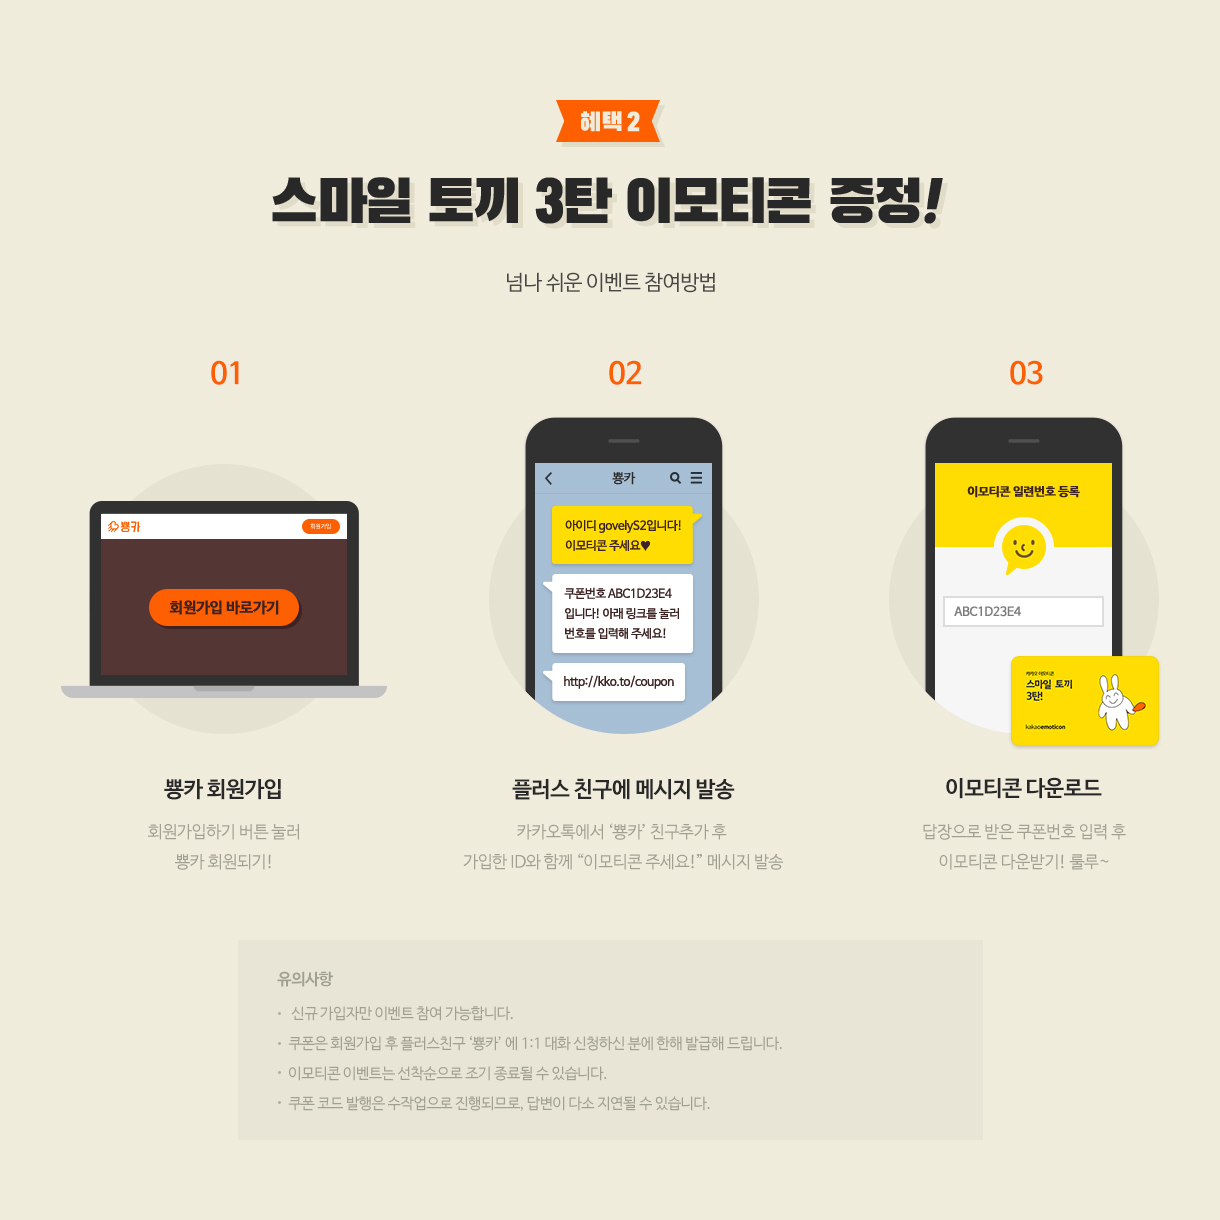 혜택 2
스마일 토끼 3탄 이모티콘 증정!
넘나 쉬운 이벤트 참여방법
01
뿅카
회원가입
회원가입 바로가기
뿅카 회원가입
회원가입하기 버튼 눌러
뿅카 회원되기!
02
뿅카
아이디 govelyS2입니다!
이모티콘 주세요♥
쿠폰번호 ABC1D23E4
입니다! 아래 링크를 눌러
번호를 입력해 주세요!
http://kko.to/coupon
플러스 친구에 메시지 발송
카카오톡에서 ‘뿅카’ 친구추가 후
가입한 ID와 함께 “이모티콘 주세요!” 메시지 발송
03
이모티콘 일련번호 등록
ABC1D23E4
카카오 이모티콘
스마일 토끼
3탄!
kakaoemoticon
이모티콘 다운로드
답장으로 받은 쿠폰번호 입력 후
이모티콘 다운받기! 룰루~
유의사항
· 신규 가입자만 이벤트 참여 가능합니다.
· 쿠폰은 회원가입 후 플러스친구 ‘뿅카’ 에 1:1 대화 신청하신 분에 한해 발급해 드립니다.
· 이모티콘 이벤트는 선착순으로 조기 종료될 수 있습니다.
· 쿠폰 코드 발행은 수작업으로 진행되므로, 답변이 다소 지연될 수 있습니다.